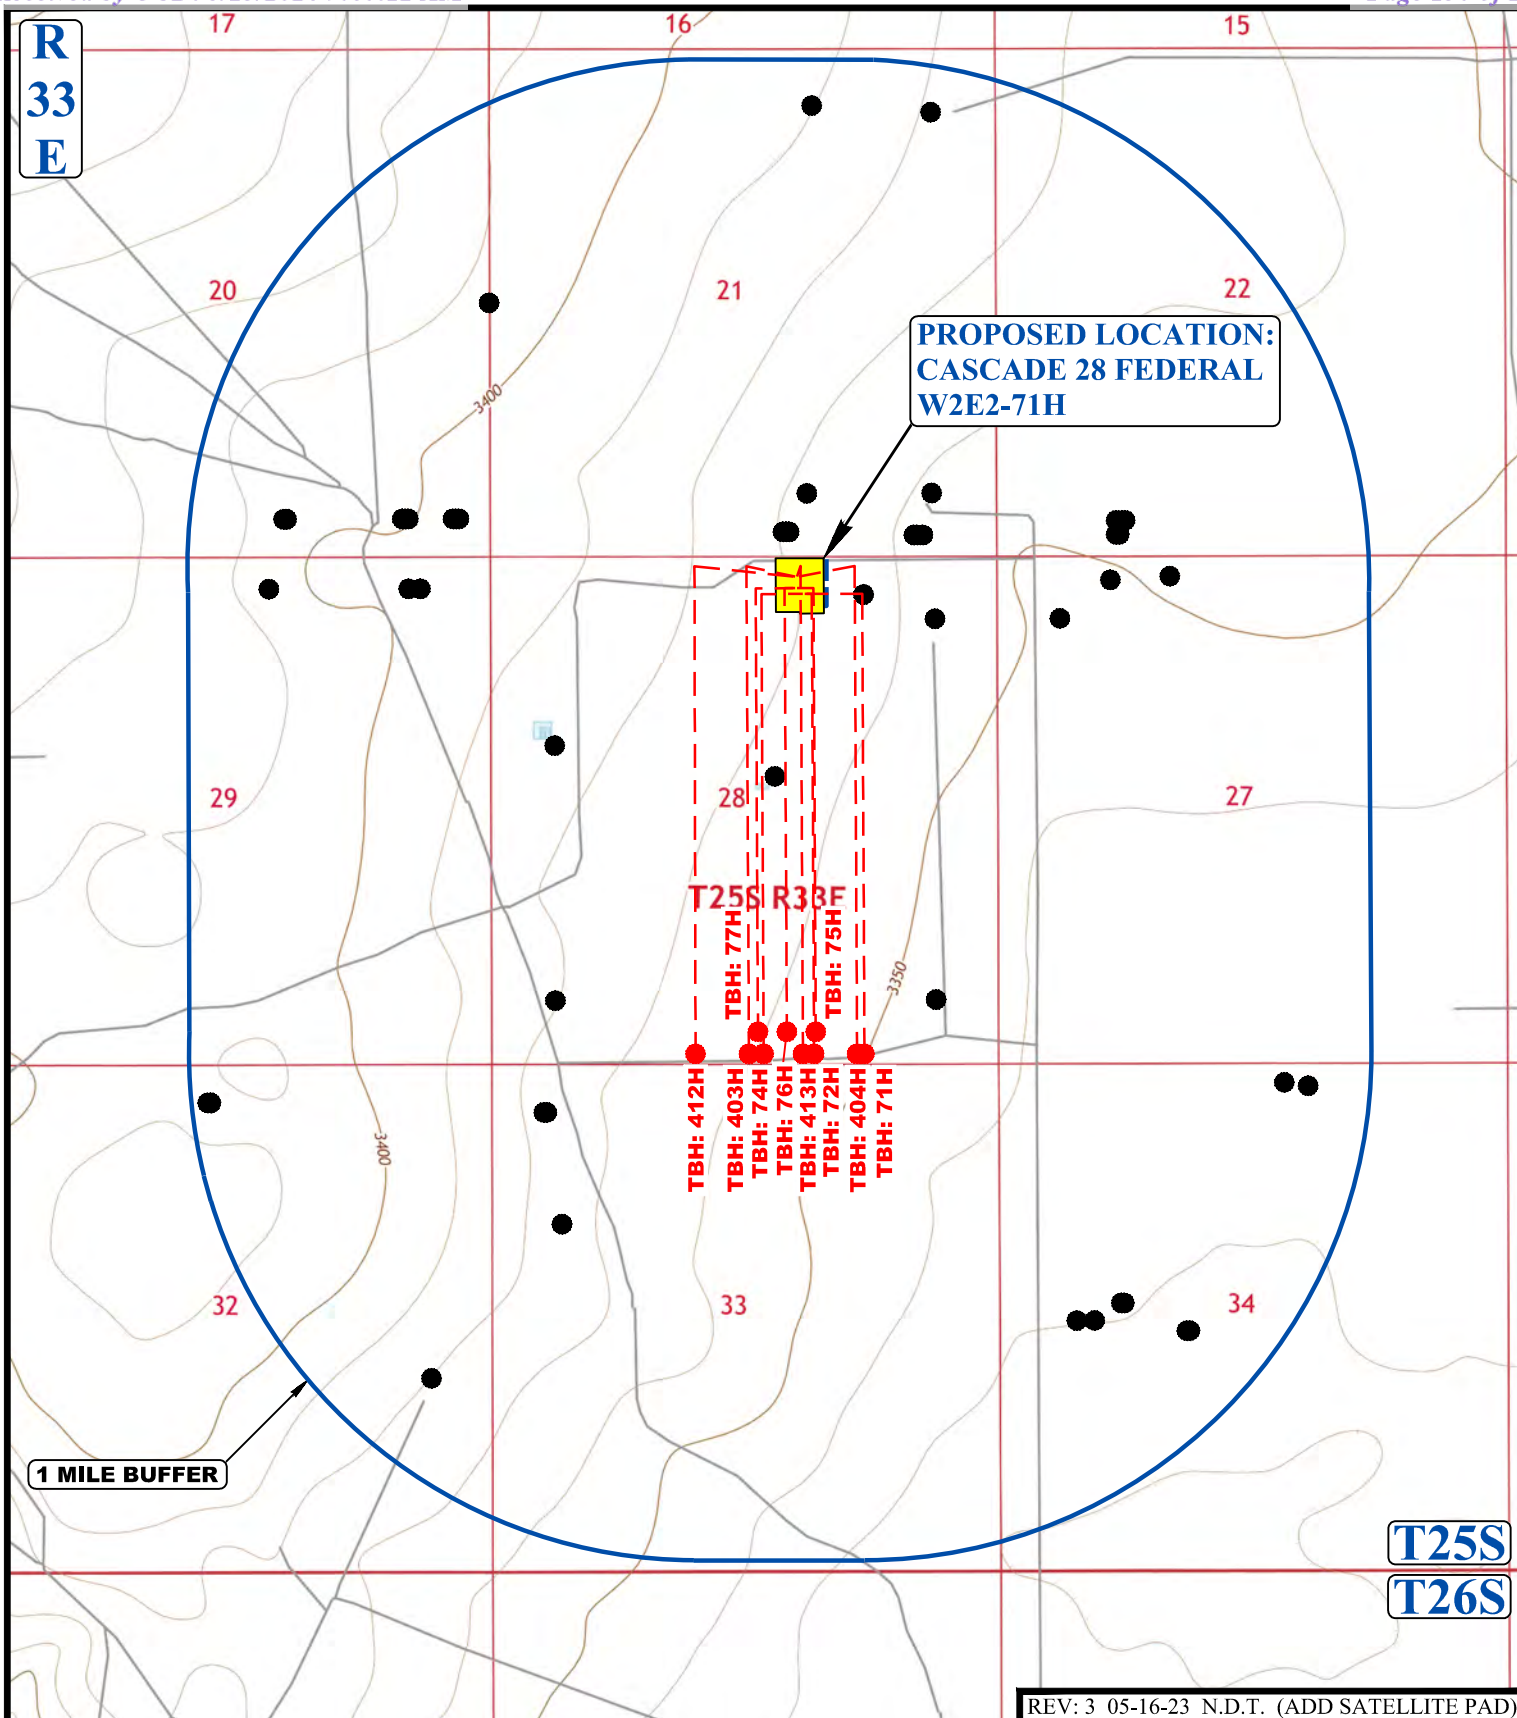 17
16
15
R
33
E
20
21
22
PROPOSED LOCATION:
CASCADE 28 FEDERAL
W2E2-71H
3400
29
28
27
T25S R33E
TBH: 77H
TBH: 75H
3350
TBH: 412H
TBH: 403H
TBH: 74H
TBH: 76H
TBH: 413H
TBH: 72H
TBH: 404H
TBH: 71H
3400
32
33
34
1 MILE BUFFER
T25S
T26S
REV: 3 05-16-23 N.D.T. (ADD SATELLITE PAD)